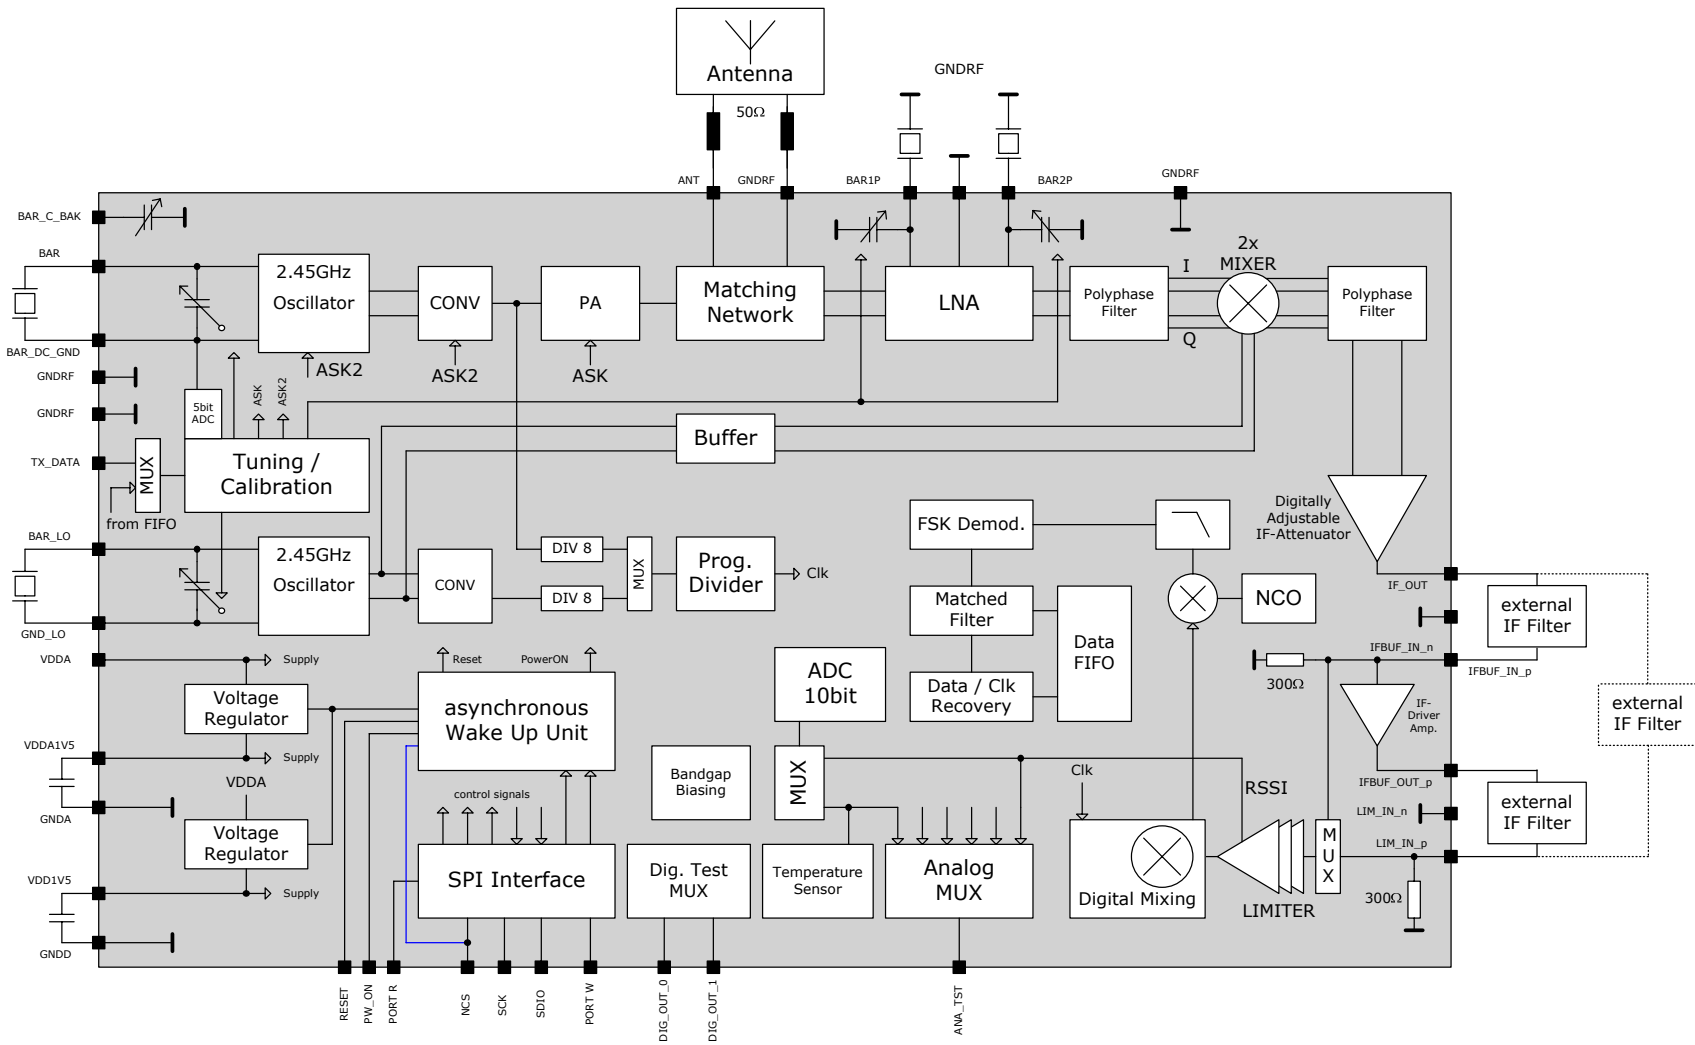 Antenna
50Ω
GNDRF
ANT
GNDRF
BAR1P
BAR2P
GNDRF
BAR_C_BAK
BAR
BAR_DC_GND
GNDRF
GNDRF
TX_DATA
BAR_LO
GND_LO
VDDA
VDDA1V5
GNDA
VDD1V5
GNDD
2.45GHz
Oscillator
CONV
PA
Matching
Network
LNA
Polyphase
Filter
I
Q
2x
MIXER
Polyphase
Filter
ASK2
ASK2
ASK
5bit
ADC
ASK
ASK2
MUX
from FIFO
Tuning /
Calibration
Buffer
2.45GHz
Oscillator
CONV
DIV 8
DIV 8
MUX
Prog.
Divider
Clk
FSK Demod.
Matched
Filter
Data / Clk
Recovery
Data
FIFO
NCO
Digitally
Adjustable
IF-Attenuator
IF_OUT
external
IF Filter
IFBUF_IN_n
IFBUF_IN_p
300Ω
IF-
Driver
Amp.
external
IF Filter
IFBUF_OUT_p
LIM_IN_n
external
IF Filter
LIM_IN_p
300Ω
Supply
Voltage
Regulator
Supply
VDDA
Voltage
Regulator
Supply
Reset
PowerON
asynchronous
Wake Up Unit
control signals
SPI Interface
Bandgap
Biasing
Dig. Test
MUX
ADC
10bit
MUX
Temperature
Sensor
Analog
MUX
Clk
Digital Mixing
RSSI
LIMITER
MUX
RESET
PW_ON
PORT R
NCS
SCK
SDIO
PORT W
DIG_OUT_0
DIG_OUT_1
ANA_TST